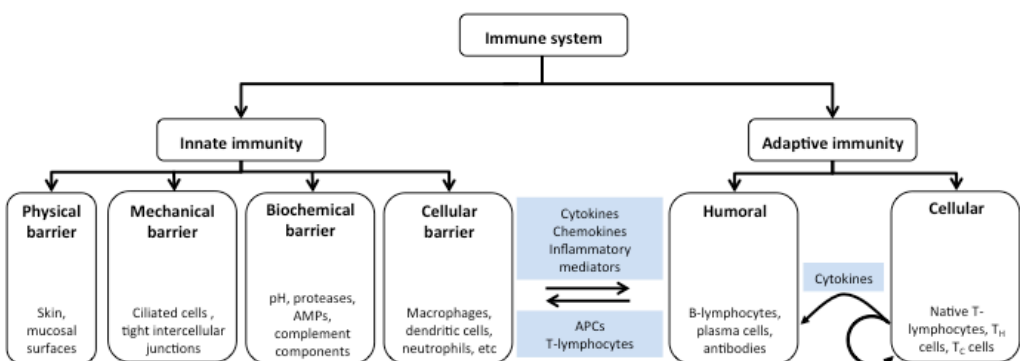 Immune system
Innate immunity
Adaptive immunity
Physical
barrier
Skin,
mucosal
surfaces
Mechanical
barrier
Ciliated cells ,
tight intercellular
junctions
Biochemical
barrier
pH, proteases,
AMPs,
complement
components
Cellular
barrier
Macrophages,
dendritic cells,
neutrophils, etc
Cytokines
Chemokines
Inflammatory
mediators
APCs
T-lymphocytes
Humoral
B-lymphocytes,
plasma cells,
antibodies
Cytokines
Cellular
Native T-
lymphocytes, TH
cells, TC cells